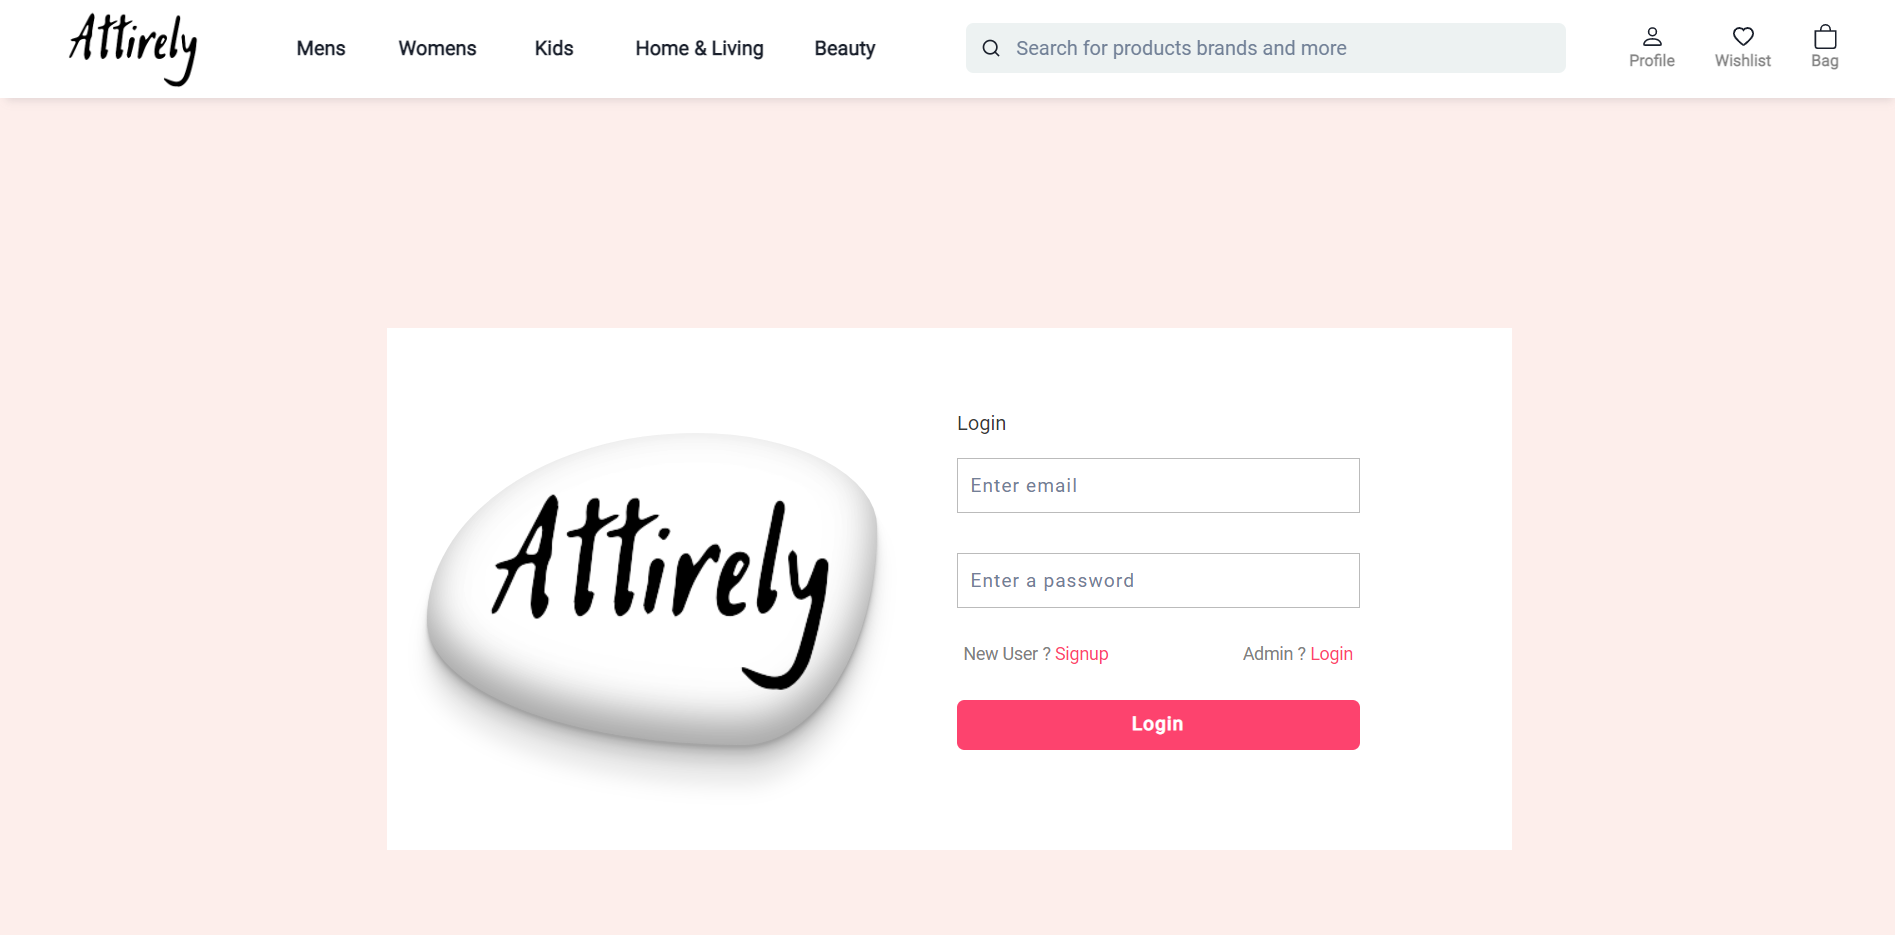 Attirely
Mens Womens Kids Home & Living Beauty
Search for products brands and more
Profile Wishlist Bag
Attirely
Login
Enter email
Enter a password
New User ? Signup Admin ? Login
Login